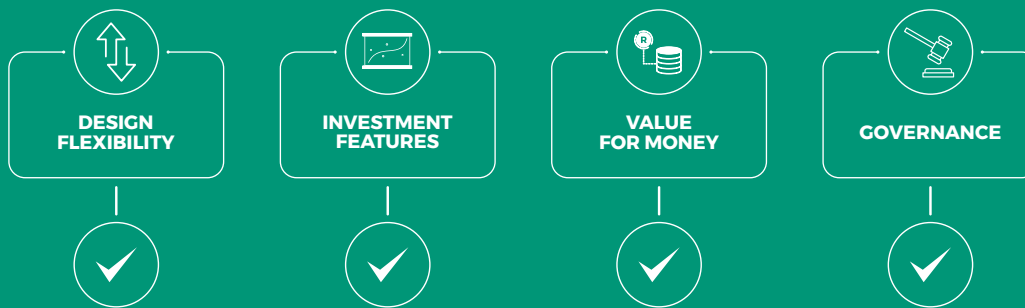 R
DESIGN
FLEXIBILITY
INVESTMENT
FEATURES
VALUE
FOR MONEY
GOVERNANCE